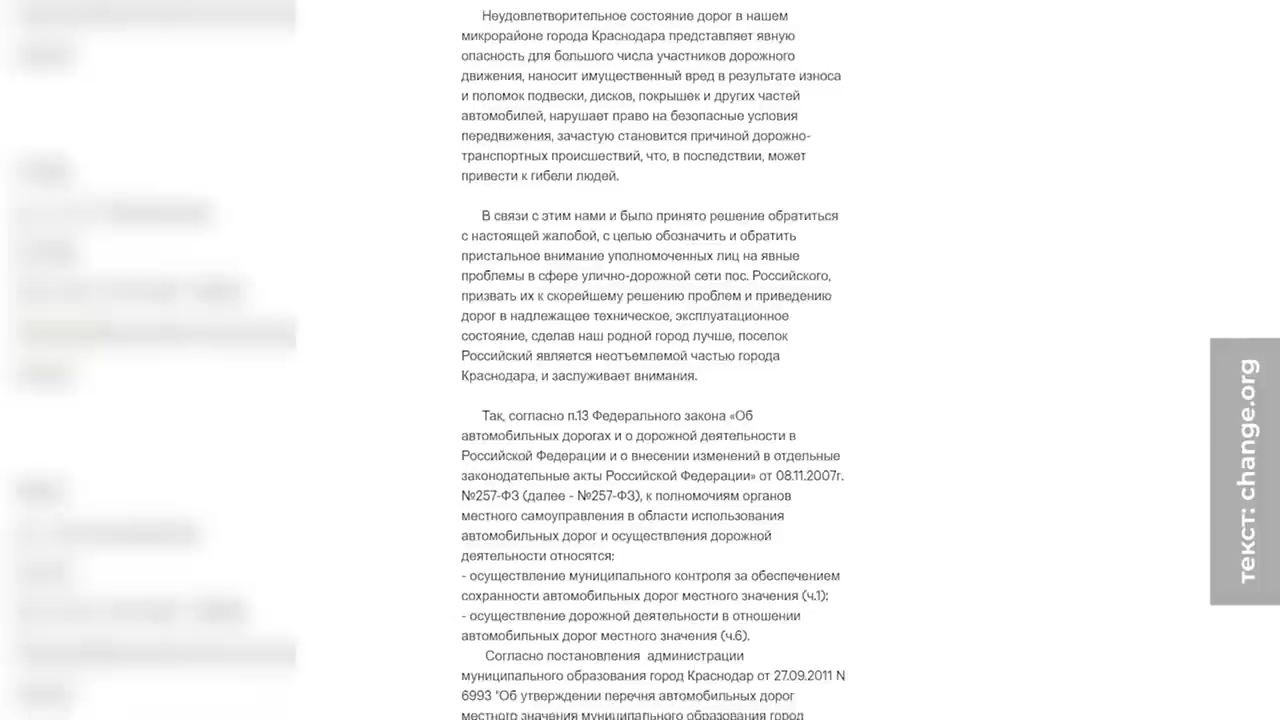 Неудовлетворительное состояние дорог в нашем
микрорайоне города Краснодара представляет явную
опасность для большого числа участников дорожного
движения, наносит имущественный вред в результате износа
и поломок подвески, дисков, покрышек и других частей
автомобилей, нарушает право на безопасные условия
передвижения, зачастую становится причиной дорожно-
транспортных происшествий, что, в последствии, может
привести к гибели людей.
В связи с этим нами и было принято решение обратиться
с настоящей жалобой, с целью обозначить и обратить
пристальное внимание уполномоченных лиц на явные
проблемы в сфере улично-дорожной сети пос. Российского,
призвать их к скорейшему решению проблем и приведению
дорог в надлежащее техническое, эксплуатационное
состояние, сделав наш родной город лучше, поселок
Российский является неотъемлемой частью города
Краснодара, и заслуживает внимания.
Так, согласно п.13 Федерального закона «Об
автомобильных дорогах и о дорожной деятельности в
Российской Федерации и о внесении изменений в отдельные
законодательные акты Российской Федерации» от 08.11.2007г.
№257-ФЗ (далее - №257-ФЗ), к полномочиям органов
местного самоуправления в области использования
автомобильных дорог и осуществления дорожной
деятельности относятся:
- осуществление муниципального контроля за обеспечением
сохранности автомобильных дорог местного значения (ч.1);
- осуществление дорожной деятельности в отношении
автомобильных дорог местного значения (ч.6).
Согласно постановления администрации
муниципального образования город Краснодар от 27.09.2011 N
6993 "Об утверждении перечня автомобильных дорог
местного значения муниципального образования город
текст: change.org